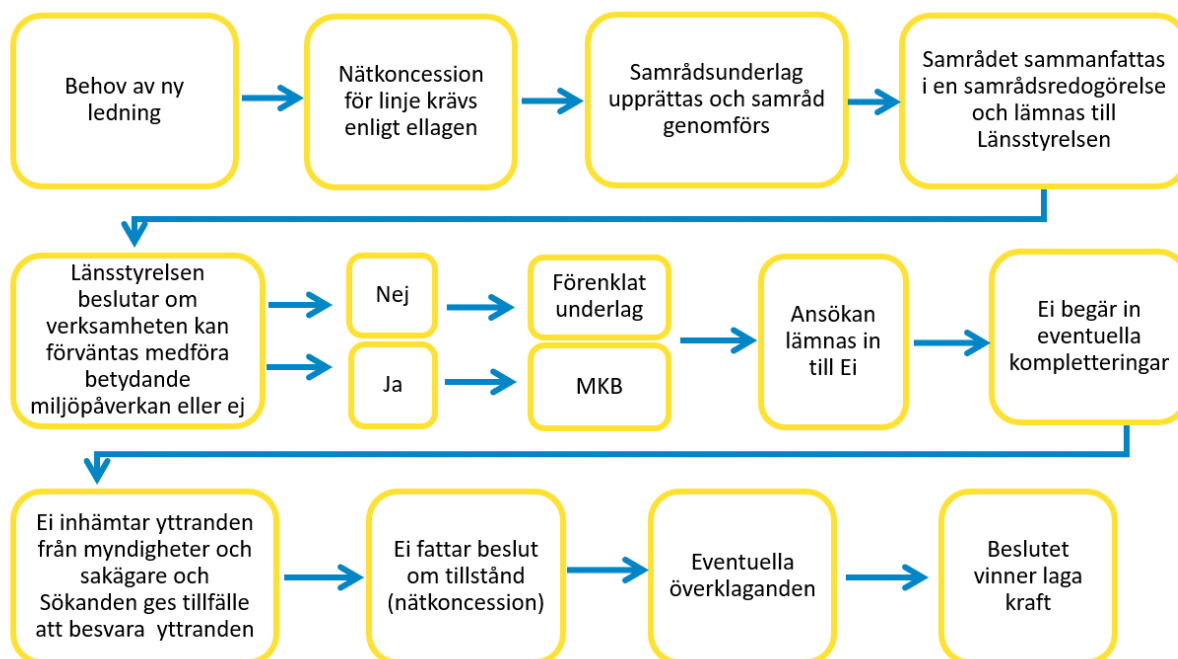 Behov av ny
ledning
Nätkoncession
för linje krävs
enligt ellagen
Samrådsunderlag
upprättas och samråd
genomförs
Samrådet sammanfattas
i en samrådsredogörelse
och lämnas till
Länsstyrelsen
Länsstyrelsen
beslutar om
verksamheten kan
förväntas medföra
betydande
miljöpåverkan eller ej
Nej
Förenklat
underlag
Ja
MKB
Ansökan
lämnas in
till Ei
Ei begär in
eventuella
kompletteringar
Ei inhämtar yttranden
från myndigheter och
sakägare och
Sökanden ges tillfälle
att besvara  yttranden
Ei fattar beslut
om tillstånd
(nätkoncession)
Eventuella
överklaganden
Beslutet
vinner laga
kraft